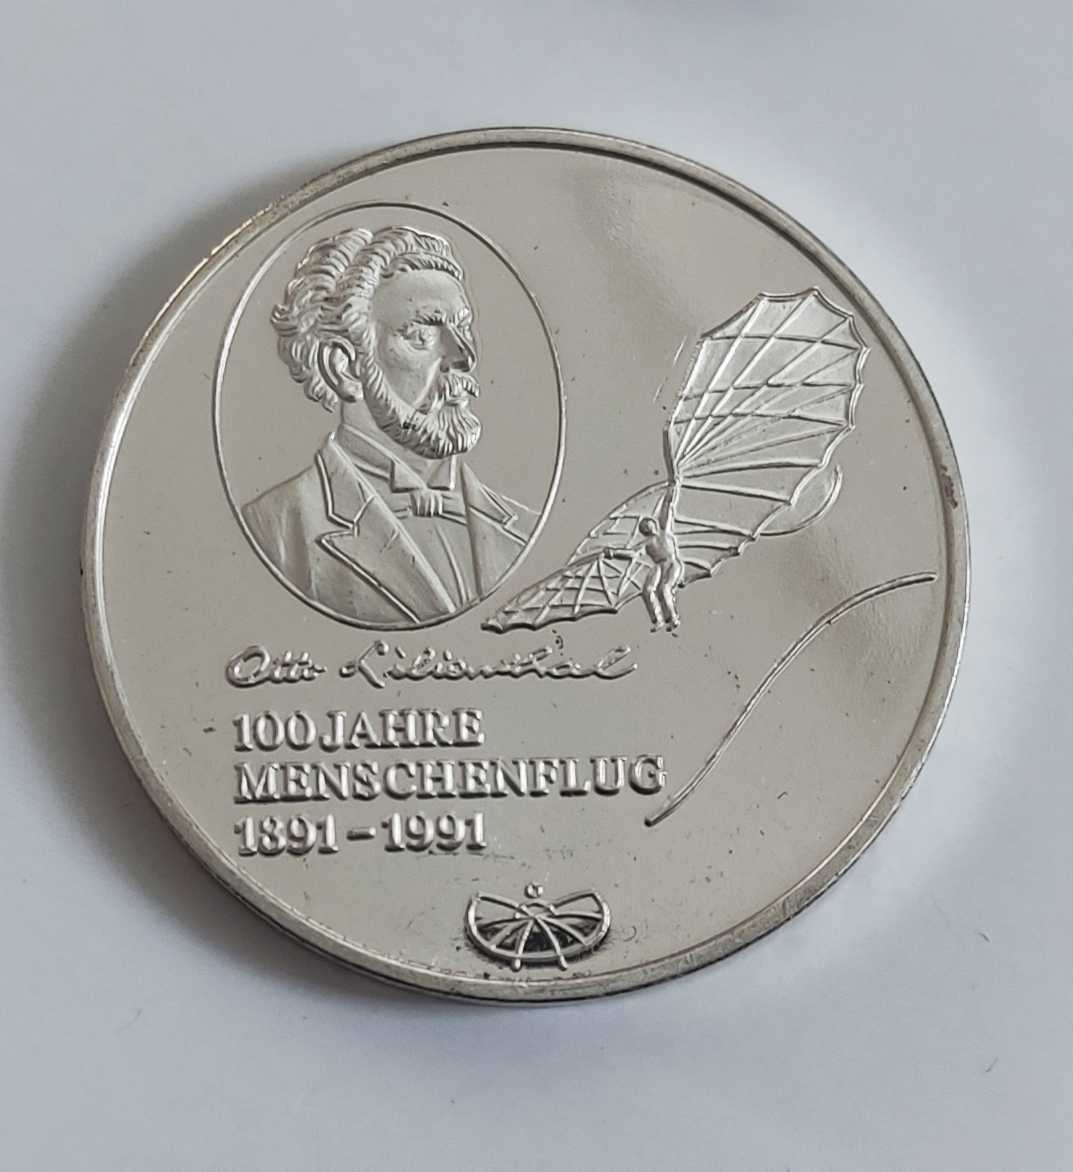 Otto Lilienthal
100 JAHRE
MENSCHENFLUG
1891-1991